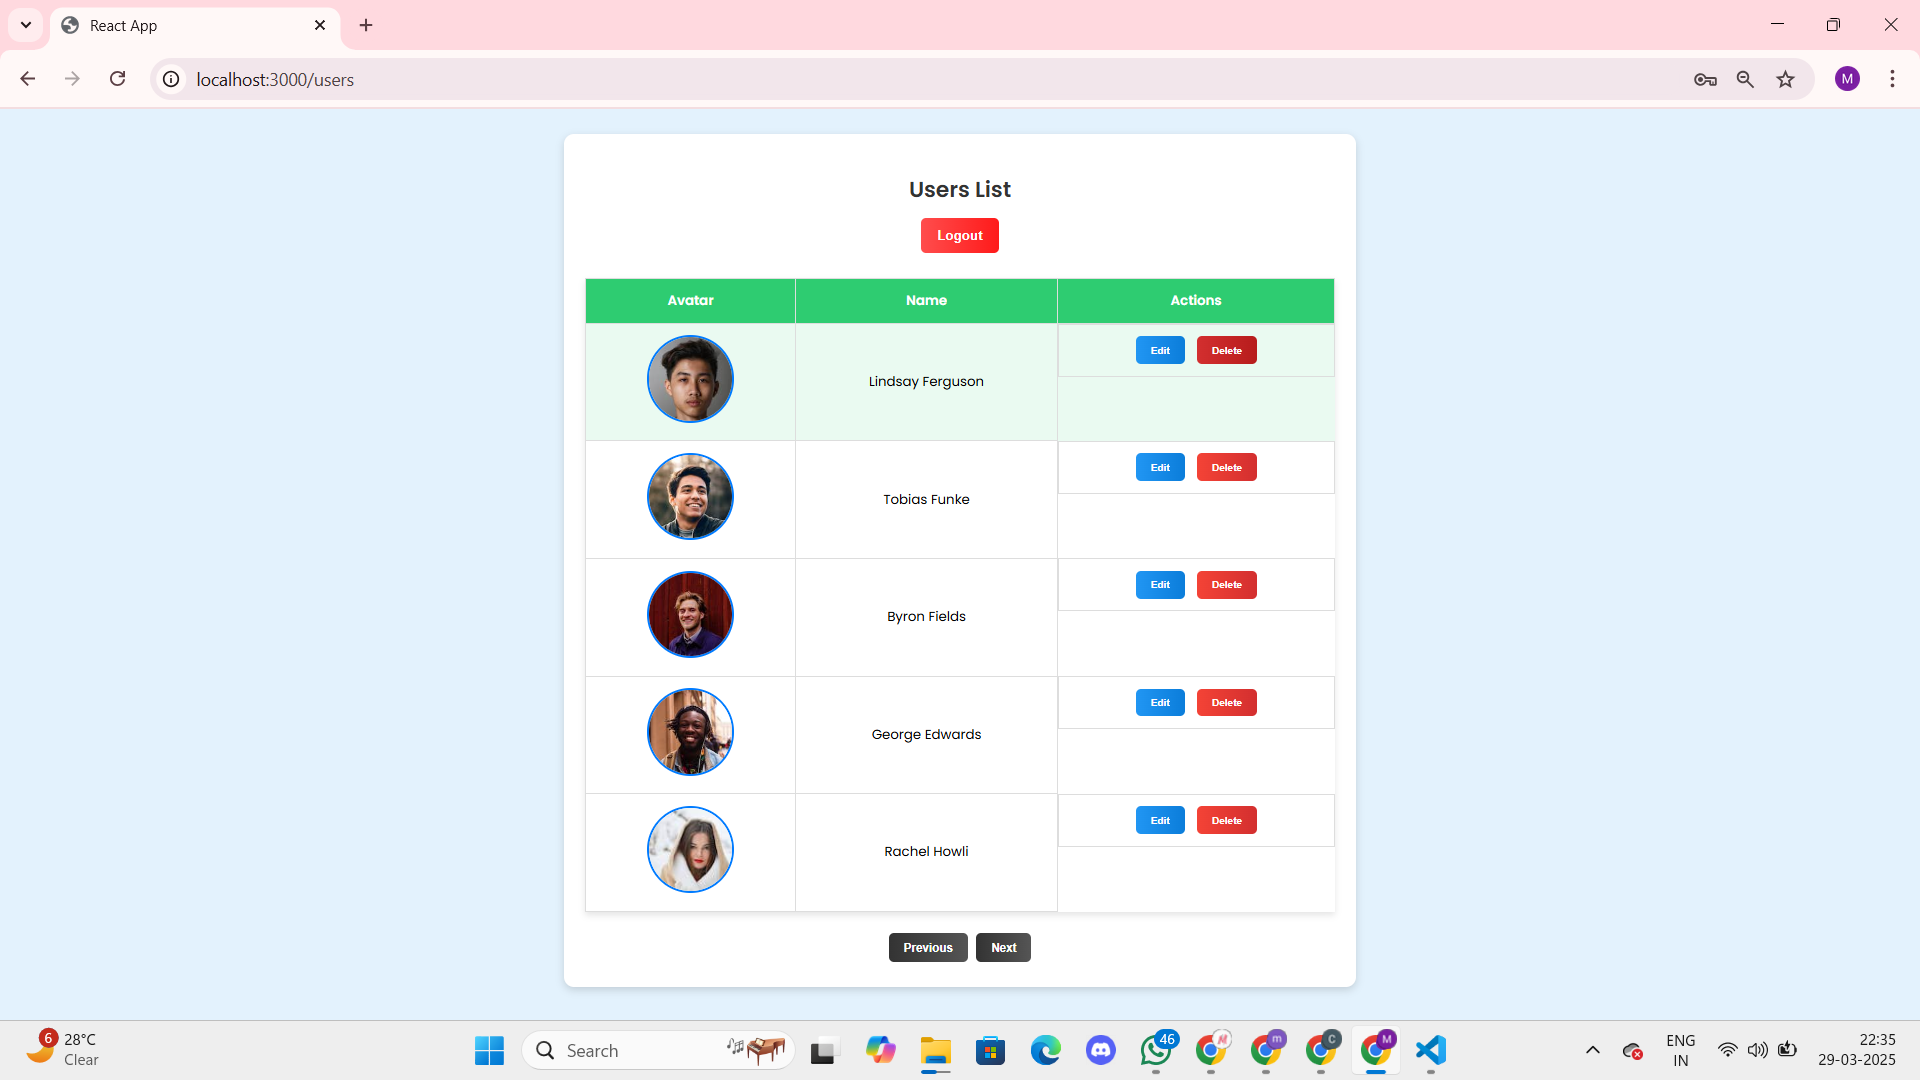 React App
localhost:3000/users
M
Users List
Logout
Avatar Name Actions
Lindsay Ferguson Edit Delete
Tobias Funke Edit Delete
Byron Fields Edit Delete
George Edwards Edit Delete
Rachel Howli Edit Delete
Previous Next
6 28°C
Clear
Search
46
m
C
M
ENG
IN
22:35
29-03-2025